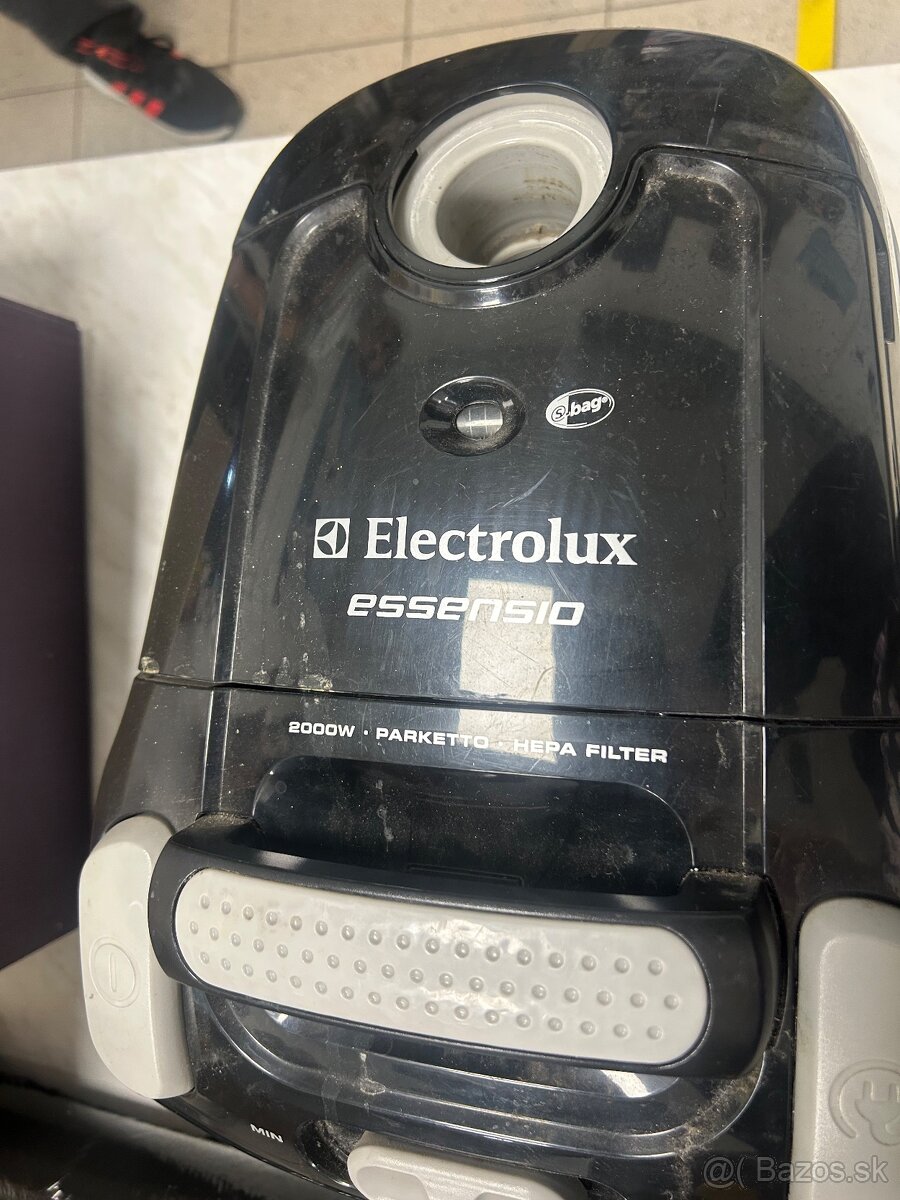 s-bag®
Electrolux
essensio
2000W · PARKETTO · HEPA FILTER
MIN
@( Bazos.sk